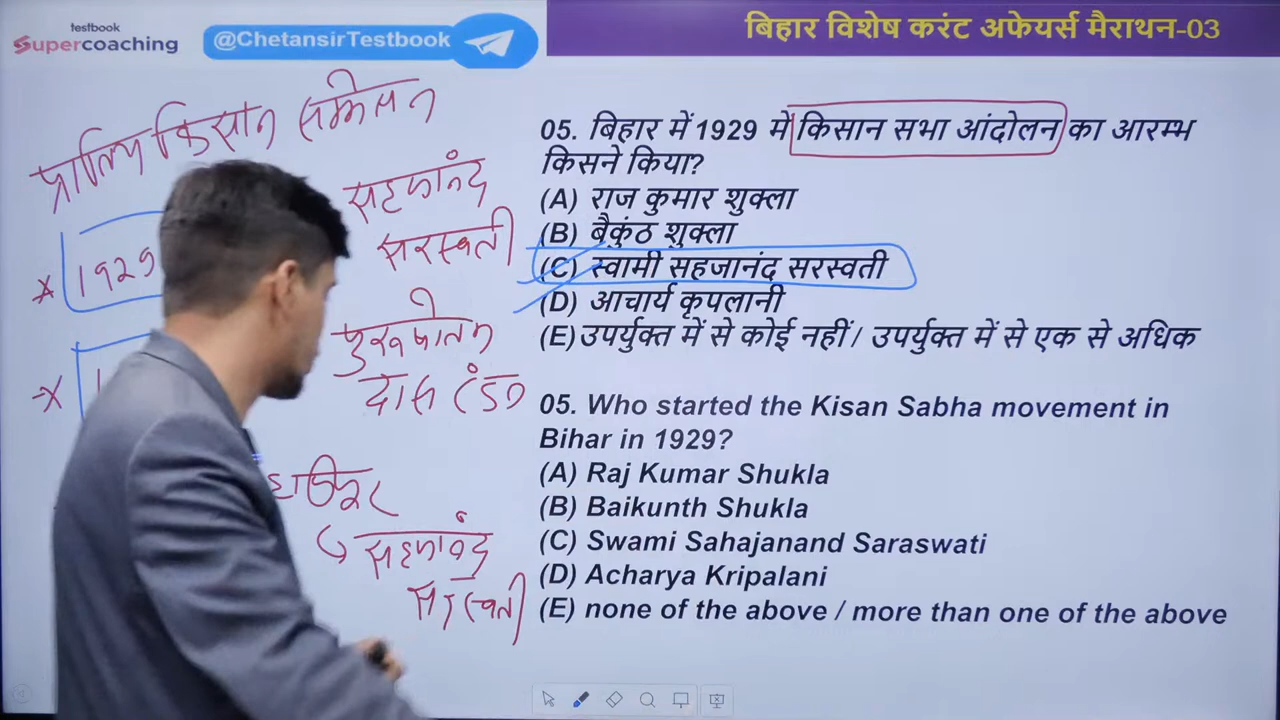 testbook
Supercoaching
@ChetansirTestbook
बिहार विशेष करंट अफेयर्स मैराथन-03
किसान सम्मिलन
1929
सहजानंद
सरस्वती
दास टंडन
सहजानंद
सरस्वती
05. बिहार में 1929 में किसान सभा आंदोलन का आरम्भ
किसने किया?
(A) राज कुमार शुक्ला
(B) बैकुंठ शुक्ला
(C) स्वामी सहजानंद सरस्वती
(D) आचार्य कृपलानी
(E) उपर्युक्त में से कोई नहीं/ उपर्युक्त में से एक से अधिक
05. Who started the Kisan Sabha movement in
Bihar in 1929?
(A) Raj Kumar Shukla
(B) Baikunth Shukla
(C) Swami Sahajanand Saraswati
(D) Acharya Kripalani
(E) none of the above / more than one of the above